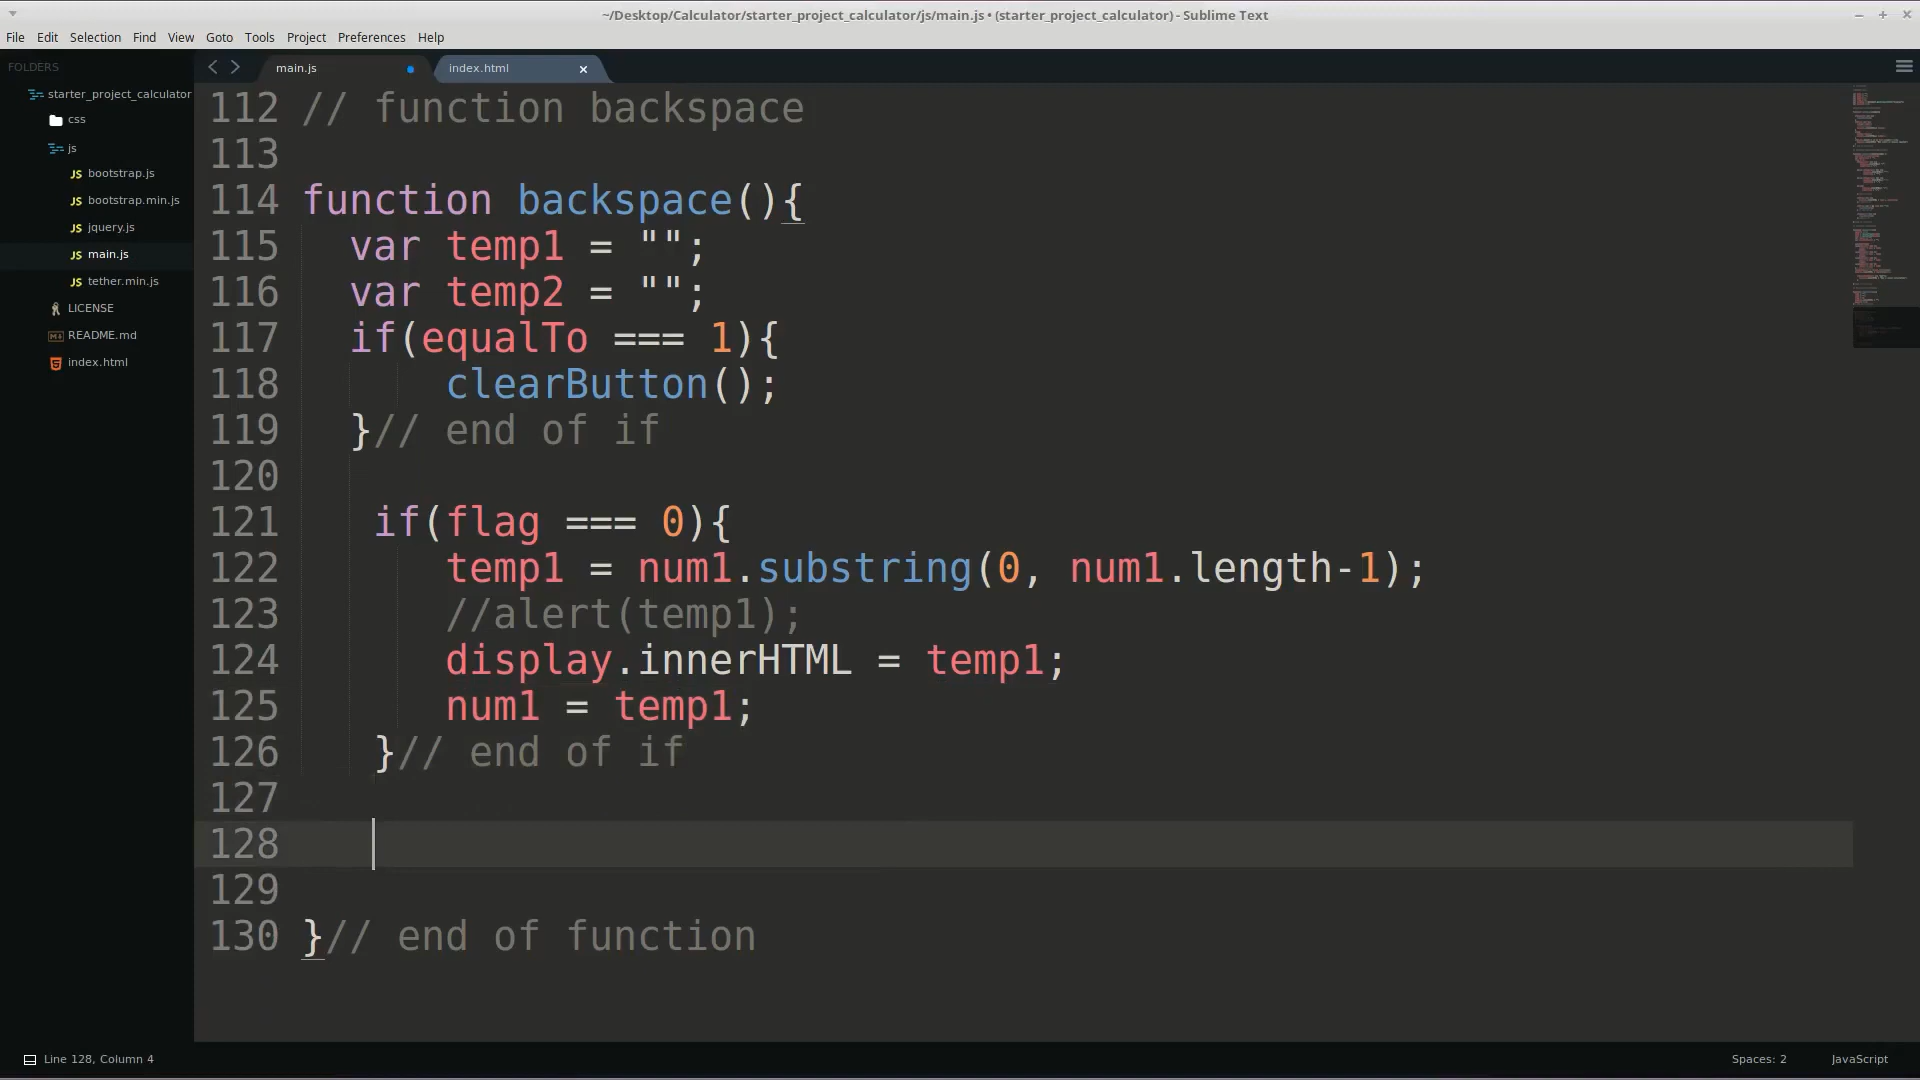 ~/Desktop/Calculator/starter_project_calculator/js/main.js • (starter_project_calculator) - Sublime Text
File Edit Selection Find View Goto Tools Project Preferences Help
FOLDERS
starter_project_calculator
css
js
JS bootstrap.js
JS bootstrap.min.js
JS jquery.js
JS main.js
JS tether.min.js
LICENSE
README.md
index.html
main.js index.html
112 // function backspace
113
114 function backspace(){
115 var temp1 = "";
116 var temp2 = "";
117 if(equalTo === 1){
118 clearButton();
119 }// end of if
120
121 if(flag === 0){
122 temp1 = num1.substring(0, num1.length-1);
123 //alert(temp1);
124 display.innerHTML = temp1;
125 num1 = temp1;
126 }// end of if
127
128
129
130 }// end of function
Line 128, Column 4 Spaces: 2 JavaScript